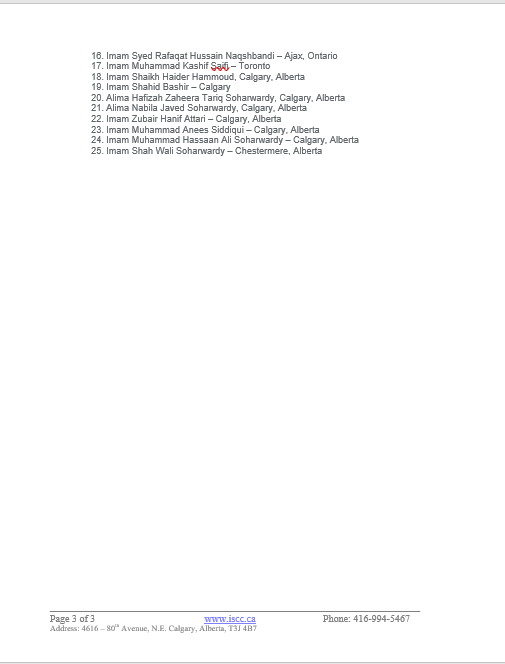 16. Imam Syed Rafaqat Hussain Naqshbandi – Ajax, Ontario
17. Imam Muhammad Kashif Saifi – Toronto
18. Imam Shaikh Haider Hammoud, Calgary, Alberta
19. Imam Shahid Bashir – Calgary
20. Alima Hafizah Zaheera Tariq Soharwardy, Calgary, Alberta
21. Alima Nabila Javed Soharwardy, Calgary, Alberta
22. Imam Zubair Hanif Attari – Calgary, Alberta
23. Imam Muhammad Anees Siddiqui – Calgary, Alberta
24. Imam Muhammad Hassaan Ali Soharwardy – Calgary, Alberta
25. Imam Shah Wali Soharwardy – Chestermere, Alberta
Page 3 of 3 www.iscc.ca Phone: 416-994-5467
Address: 4616 – 80th Avenue, N.E. Calgary, Alberta, T3J 4B7